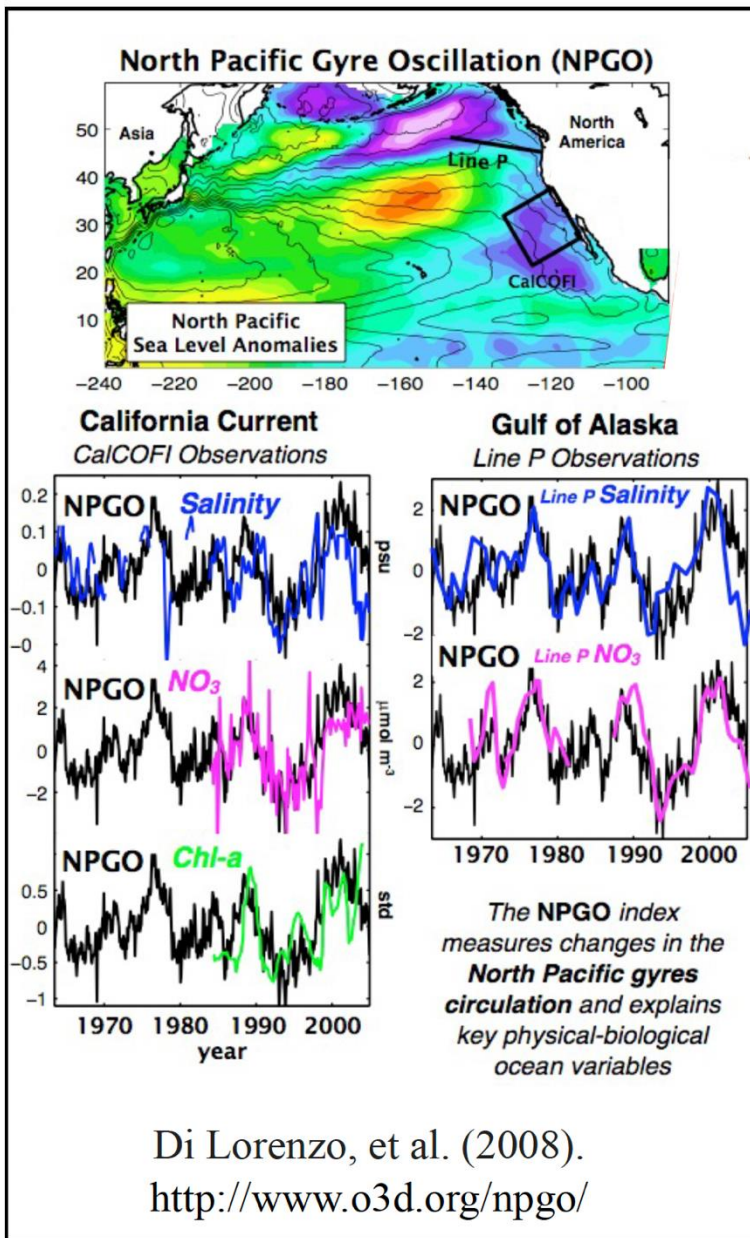 North Pacific Gyre Oscillation (NPGO)
Asia
North
America
50
40
30
20
10
Line P
CalCOFI
North Pacific
Sea Level Anomalies
−240 −220 −200 −180 −160 −140 −120 −100
California Current
CalCOFI Observations
NPGO Salinity
0.2
0.1
0
−0.1
−0
psu
NPGO NO3
4
2
0
−2
μmol m-3
NPGO Chl-a
0.5
0
−0.5
−1
std
1970 1980 1990 2000
year
Gulf of Alaska
Line P Observations
NPGO Line P Salinity
2
0
−2
NPGO Line P NO3
2
0
−2
1970 1980 1990 2000
The NPGO index
measures changes in the
North Pacific gyres
circulation and explains
key physical-biological
ocean variables
Di Lorenzo, et al. (2008).
http://www.o3d.org/npgo/